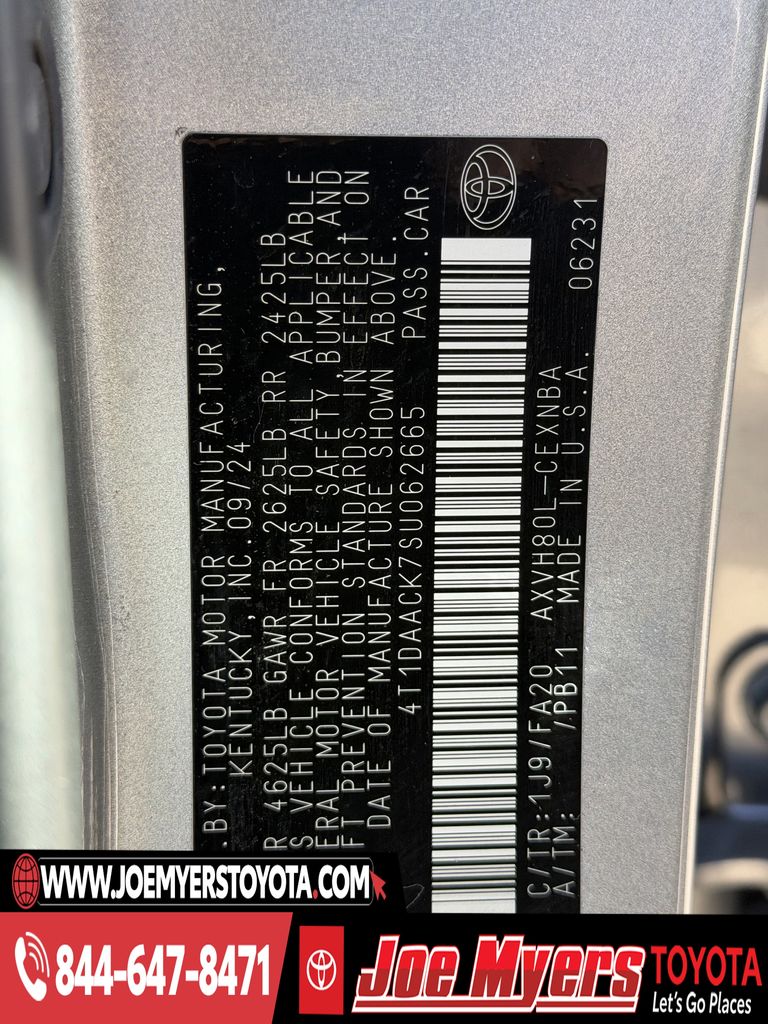 .BY:TOYOTA MOTOR MANUFACTURING,
KENTUCKY, INC. 09/24
4625LB GAWR FR 2625LB RR 2425LB
VEHICLE CONFORMS TO ALL APPLICABLE
MOTOR VEHICLE SAFETY, BUMPER, AND
PREVENTION STANDARDS IN EFFECT ON
DATE OF MANUFACTURE SHOWN ABOVE.
4T1DAACK7SU062665 PASS.CAR
C/TR:1J9/FA20 AXVH80L-CEXNBA 06231
A/TM: /PB11 MADE IN U.S.A.
WWW.JOEMYERSTOYOTA.COM
844-647-8471
Joe Myers TOYOTA
Let's Go Places